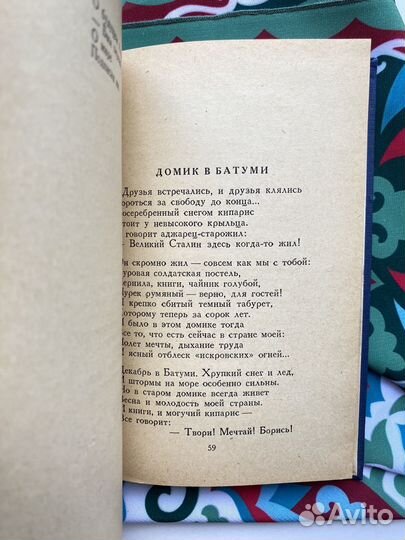 ДОМИК В БАТУМИ
Друзья встречались, и друзья клялись
ороться за свободу до конца...
осеребренный снегом кипарис
тоит у невысокого крыльца.
говорит аджарец-старожил:
— Великий Сталин здесь когда-то жил!
н скромно жил — совсем как мы с тобой:
уровая солдатская постель,
ернила, книги, чайник голубой,
урек румяный — верно, для гостей!
крепко сбитый темный табурет,
оторому теперь за сорок лет.
было в этом домике тогда
се то, что есть сейчас в стране моей:
олет мечты, дыхание труда
ясный отблеск «искровских» огней...
екабрь в Батуми. Хрупкий снег и лед,
штормы на море особенно сильны.
о в старом домике всегда живет
есна и молодость моей страны.
книги, и могучий кипарис —
се говорит:
— Твори! Мечтай! Борись!
59
Avito